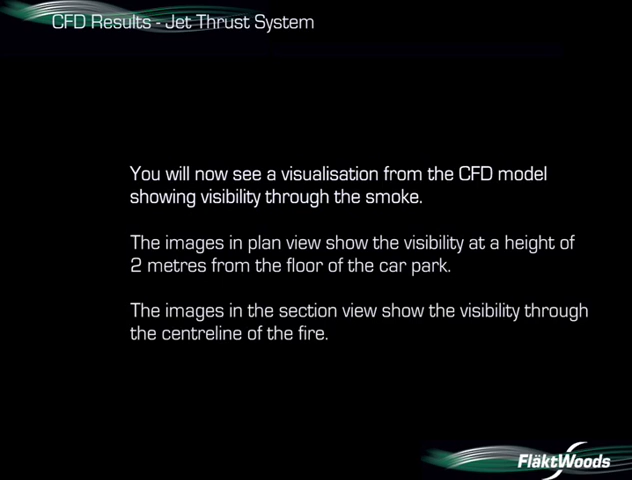 CFD Results - Jet Thrust System
You will now see a visualisation from the CFD model
showing visibility through the smoke.
The images in plan view show the visibility at a height of
2 metres from the floor of the car park.
The images in the section view show the visibility through
the centreline of the fire.
FläktWoods